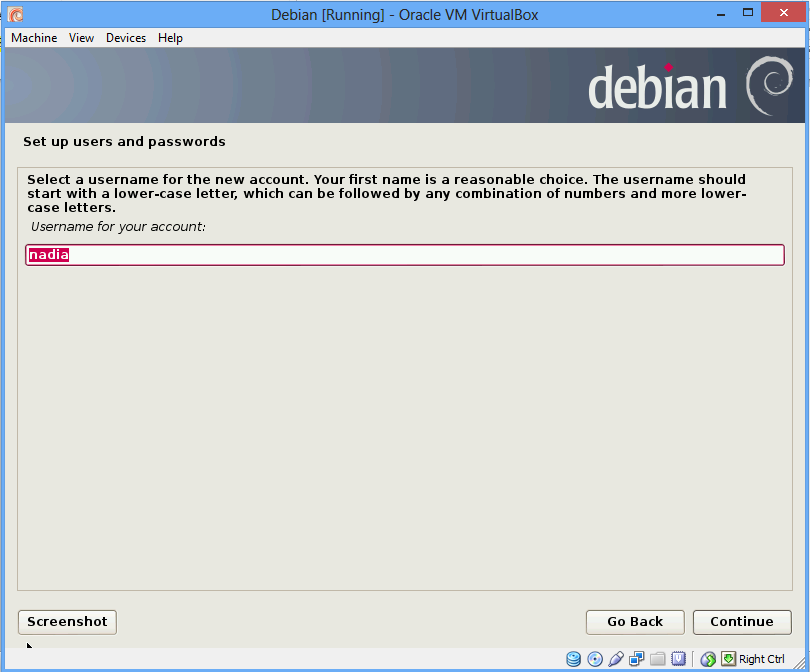 Debian [Running] - Oracle VM VirtualBox
Machine View Devices Help
debian
Set up users and passwords
Select a username for the new account. Your first name is a reasonable choice. The username should
start with a lower-case letter, which can be followed by any combination of numbers and more lower-
case letters.
Username for your account:
nadia
Screenshot Go Back Continue
Right Ctrl